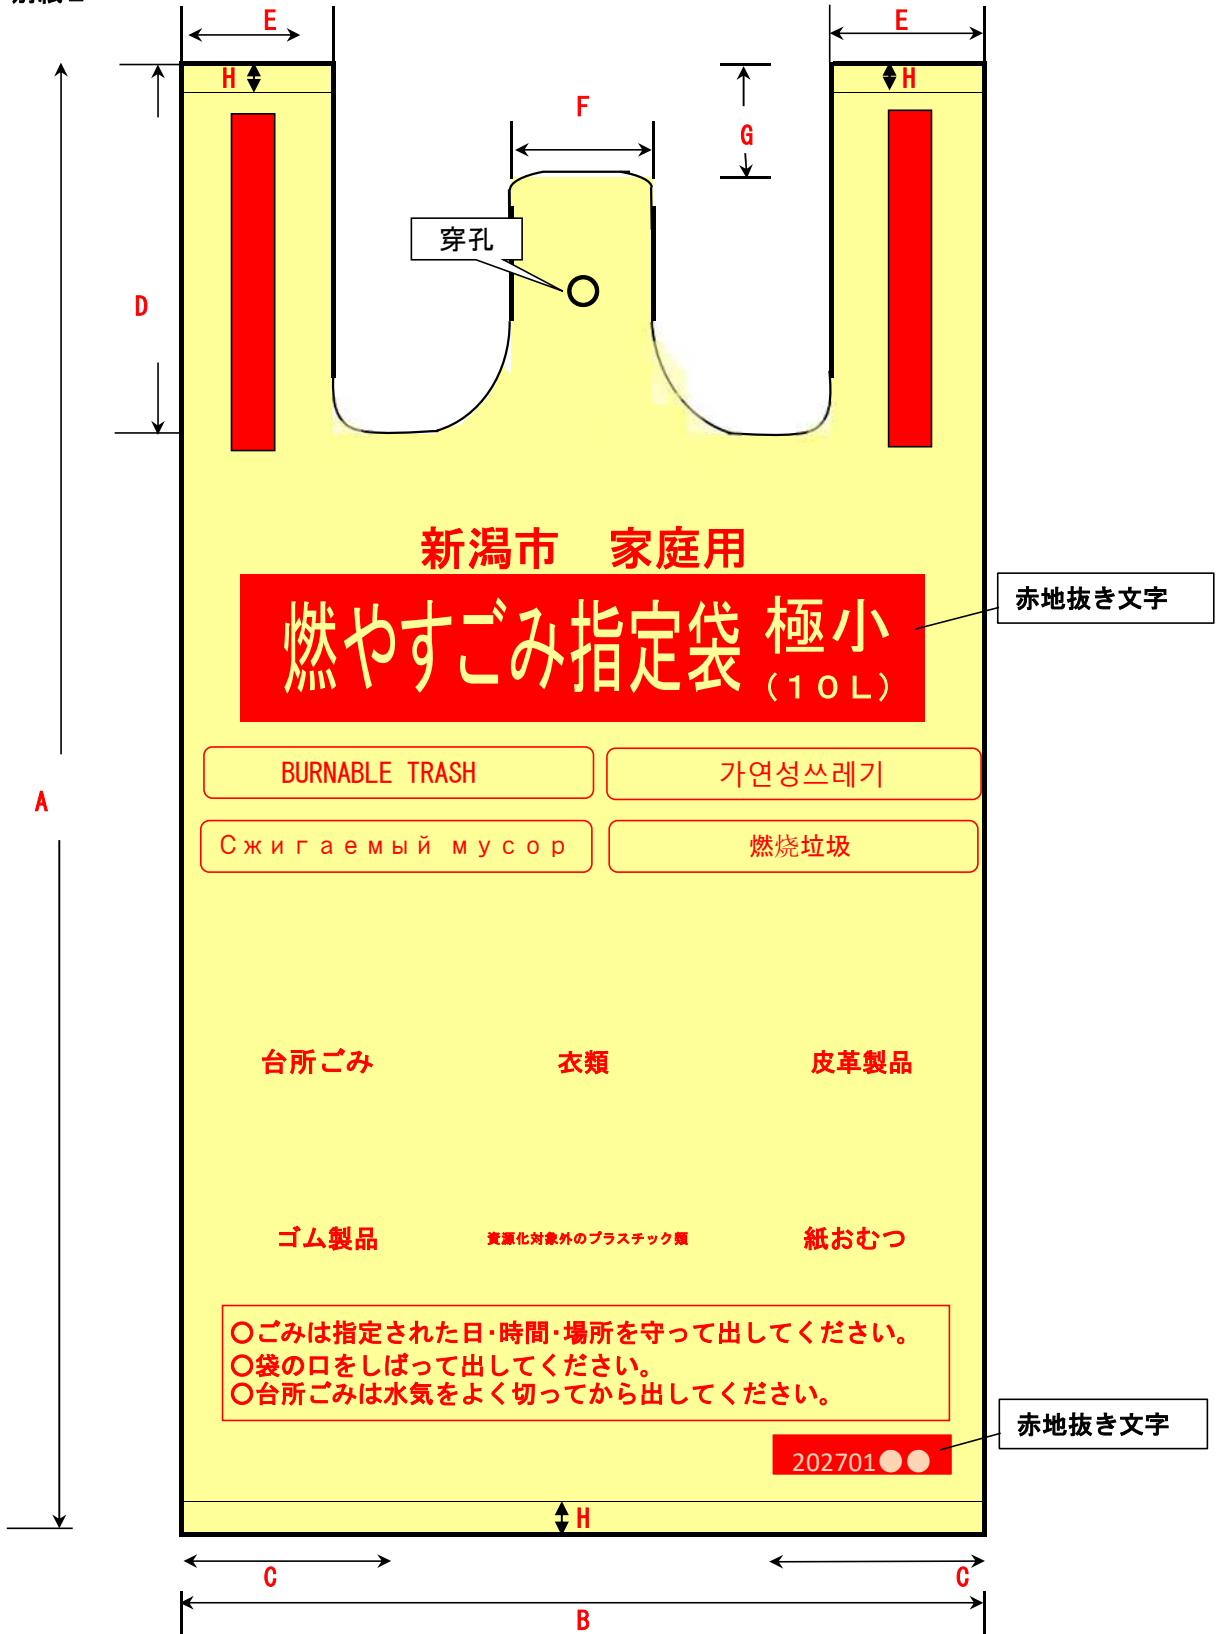 E
E
H
H
F
G
穿孔
D
新潟市　家庭用
燃やすごみ指定袋 極小
（１０Ｌ）
赤地抜き文字
BURNABLE TRASH
가연성쓰레기
A
Сжигаемый мусор
燃烧垃圾
台所ごみ
衣類
皮革製品
ゴム製品
資源化対象外のプラスチック類
紙おむつ
○ごみは指定された日・時間・場所を守って出してください。
○袋の口をしばって出してください。
○台所ごみは水気をよく切ってから出してください。
赤地抜き文字
202701●●
H
C
C
B